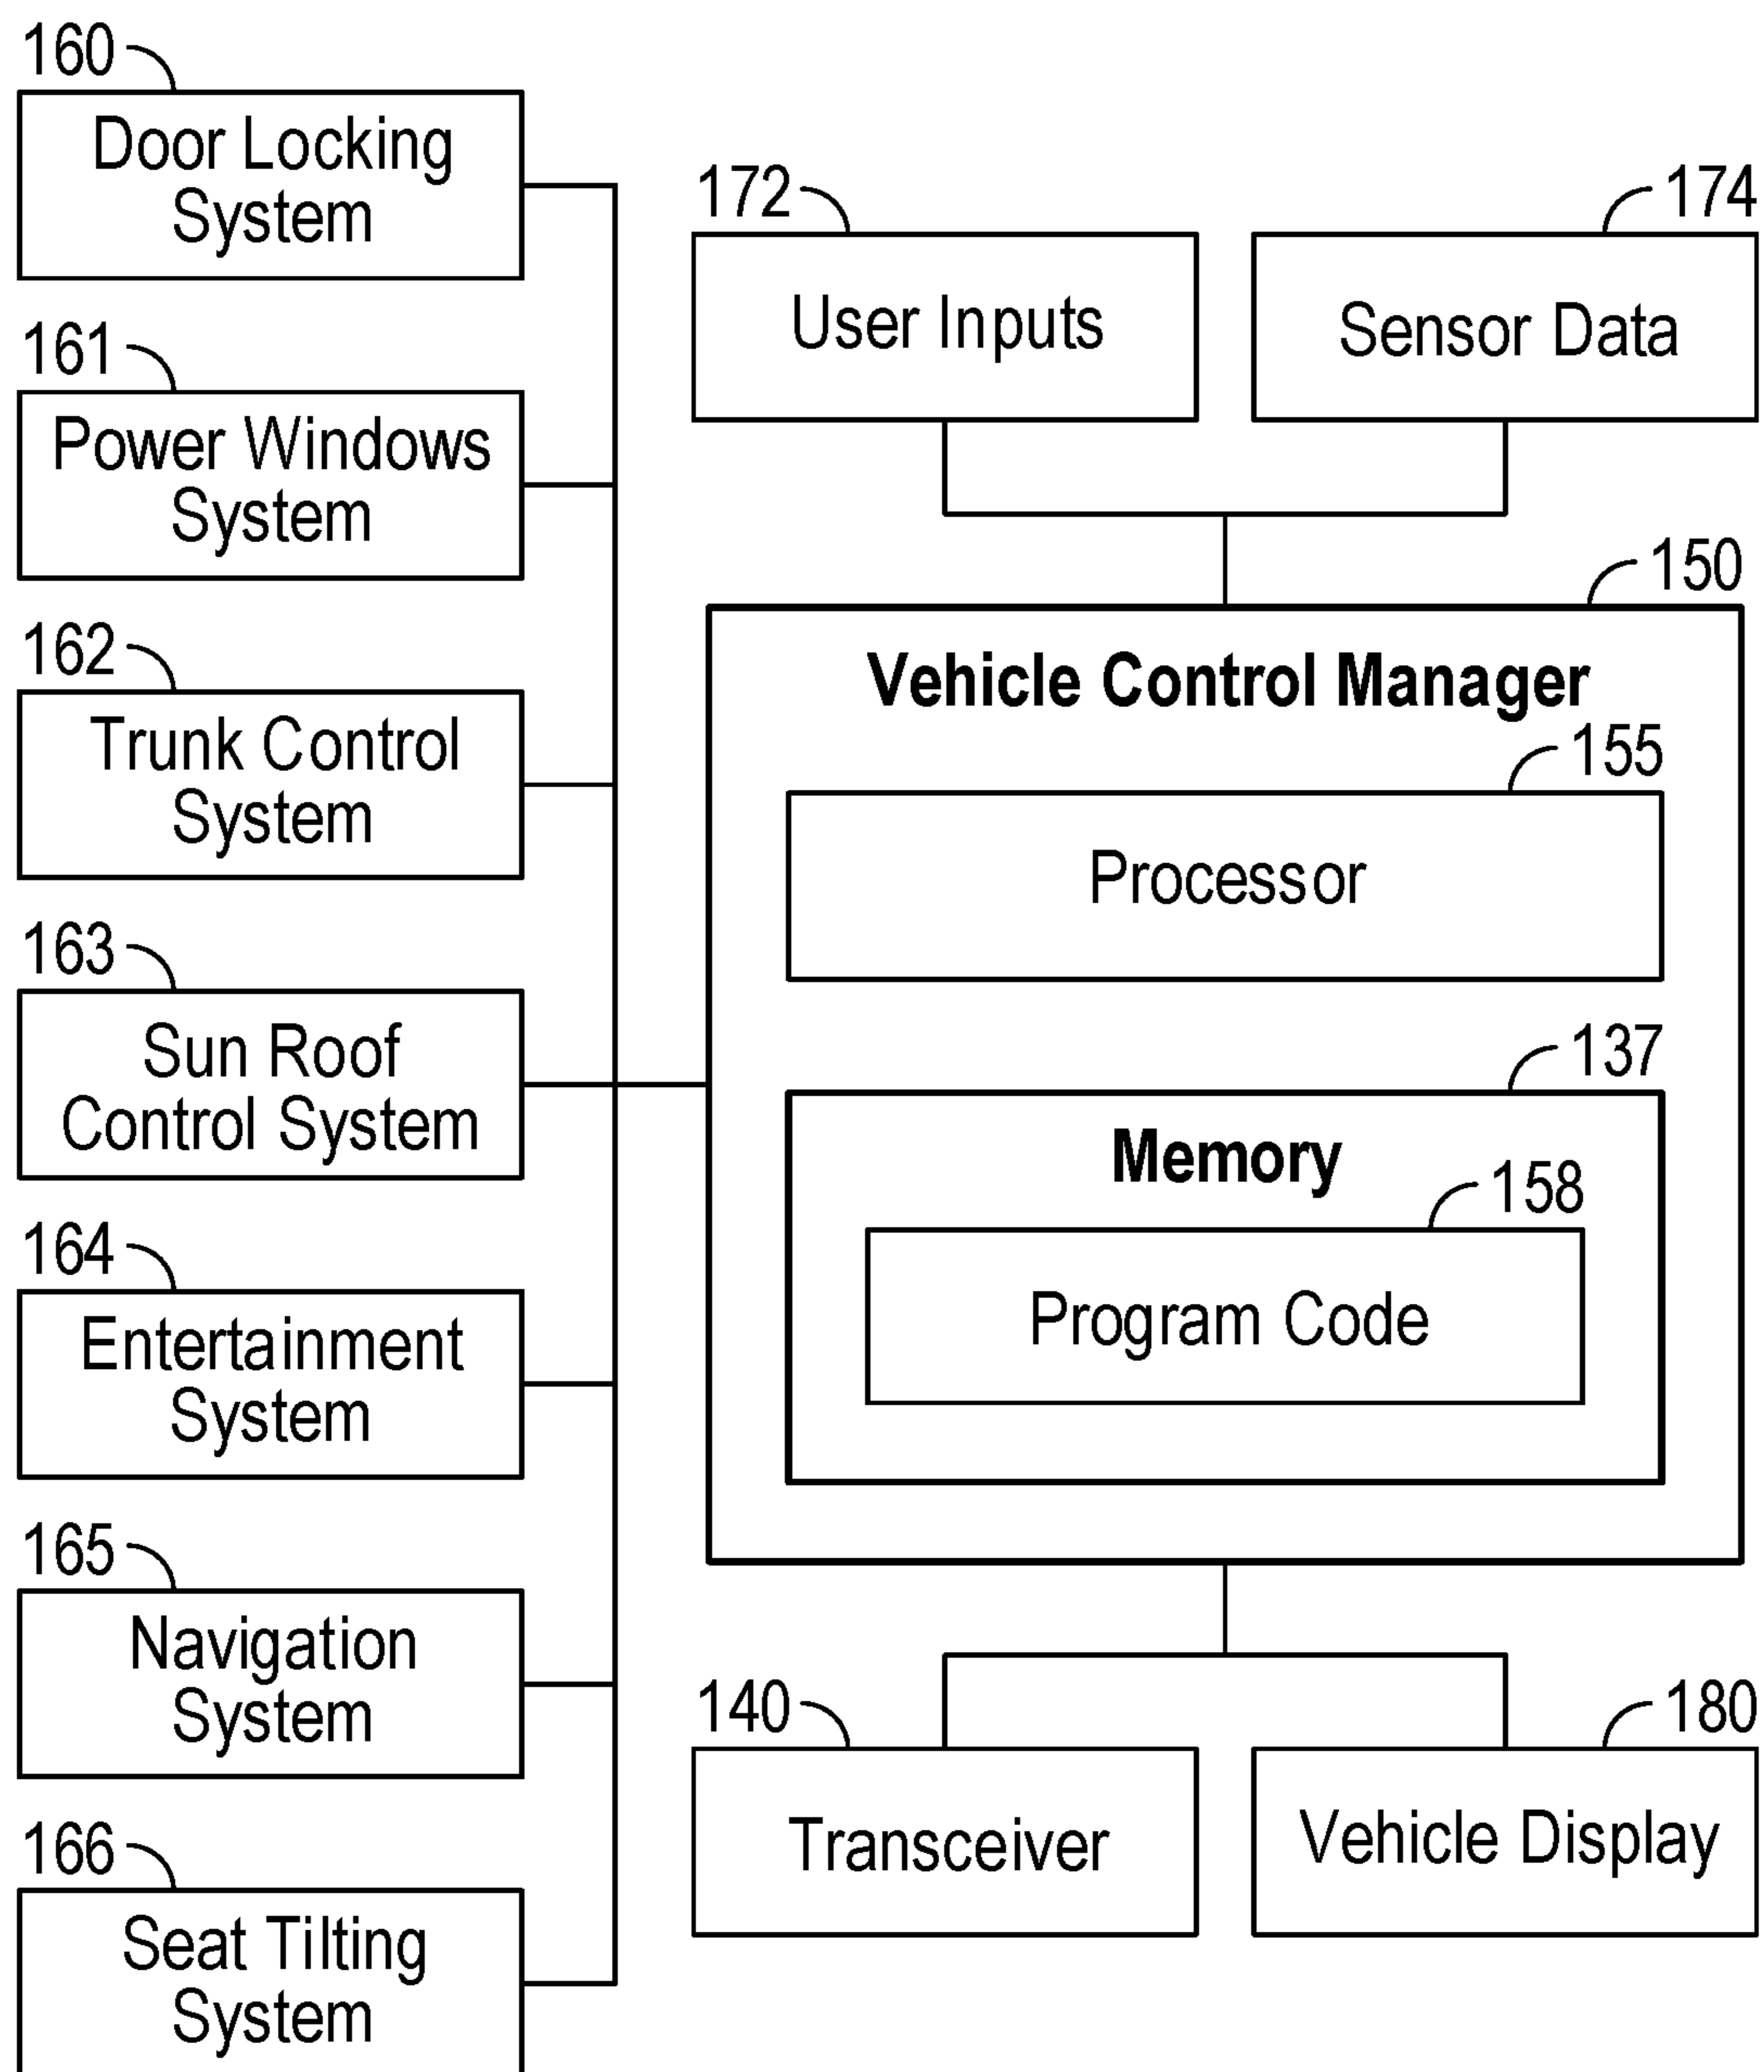 160
Door Locking
System
161
Power Windows
System
162
Trunk Control
System
163
Sun Roof
Control System
164
Entertainment
System
165
Navigation
System
166
Seat Tilting
System
172
User Inputs
174
Sensor Data
150
Vehicle Control Manager
155
Processor
137
Memory
158
Program Code
140
Transceiver
180
Vehicle Display